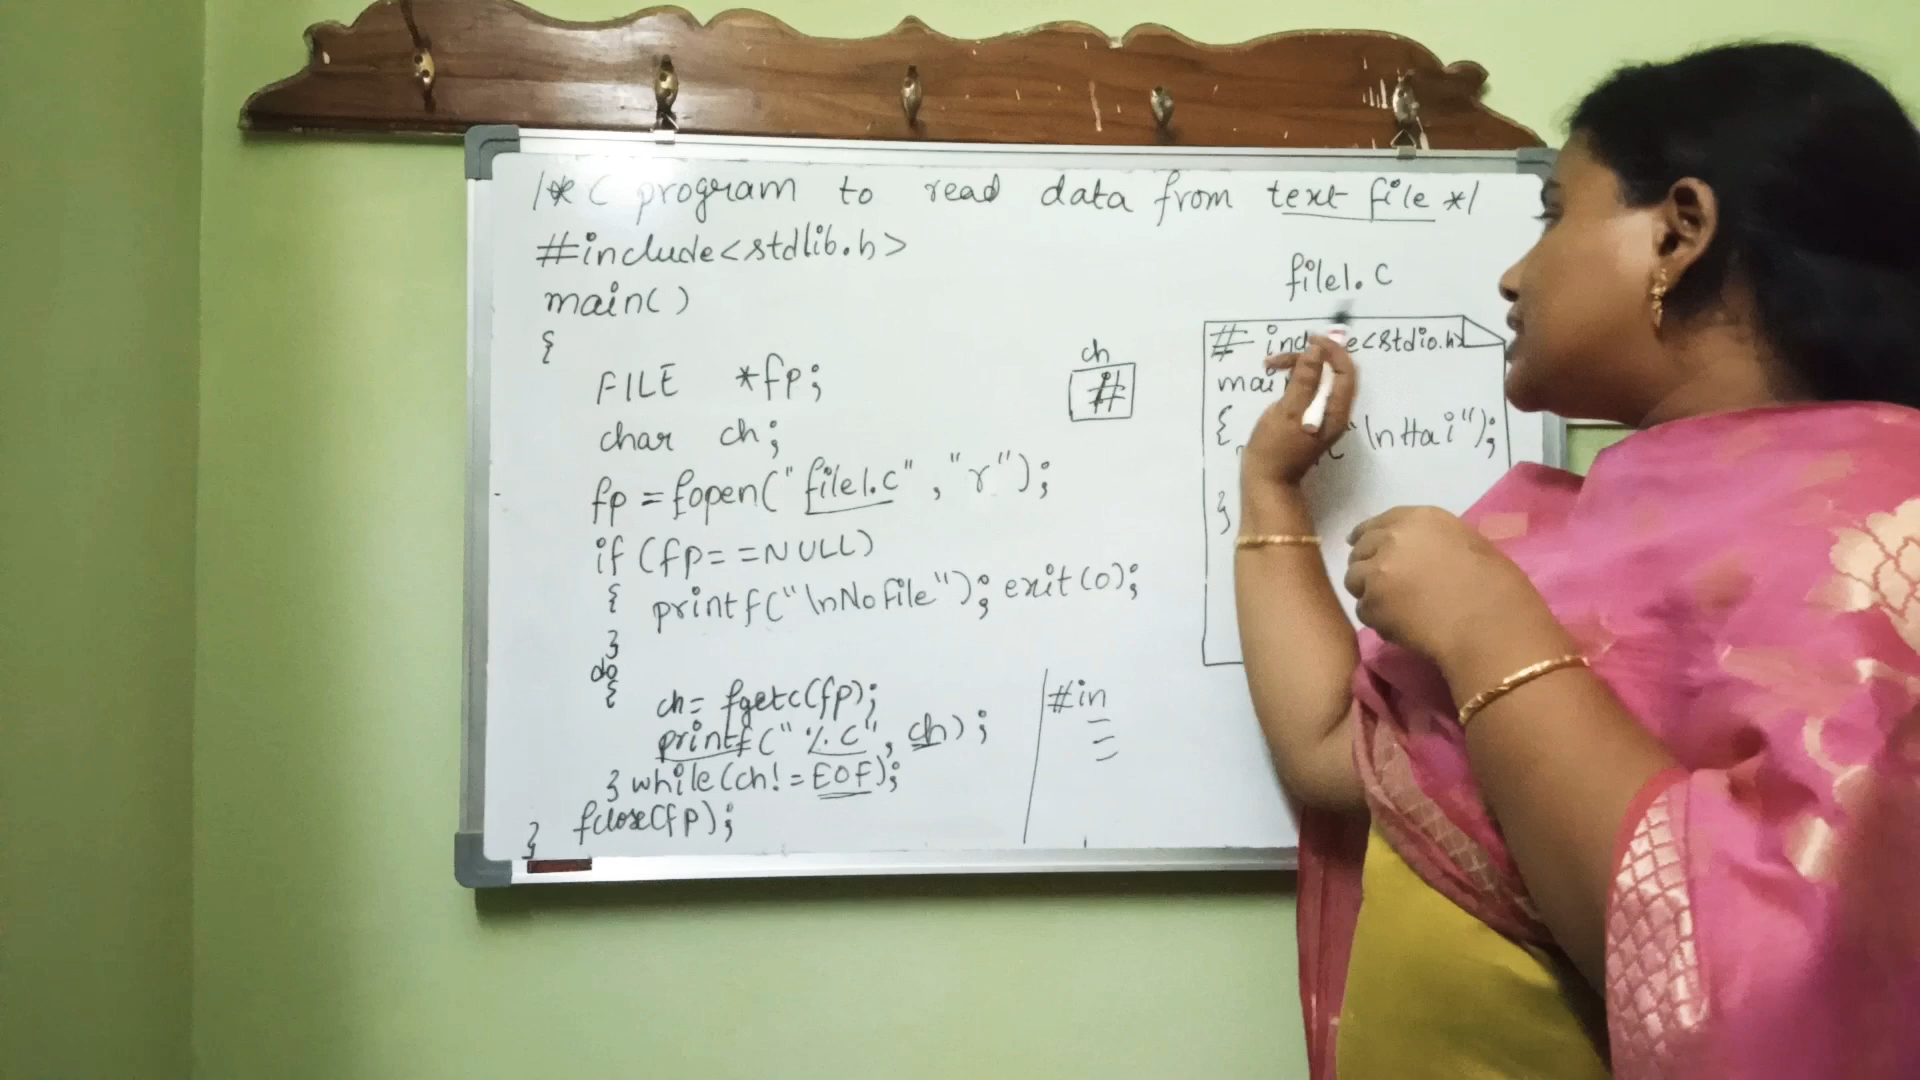 /* C program to read data from text file */
#include<stdlib.h>
main()
{
FILE *fp;
char ch;
fp=fopen("file1.c","r");
if(fp==NULL)
{ printf("\nNo file"); exit(0);
}
do
{
ch= fgetc(fp);
printf("%c", ch);
} while(ch!=EOF);
fclose(fp);
}
ch
#
#in
file1.c
# <stdio.h>
{ "\nHai");
}